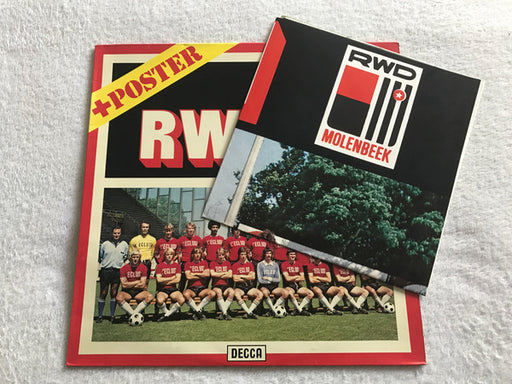 +POSTER
RW
RWD
MOLENBEEK
DECCA